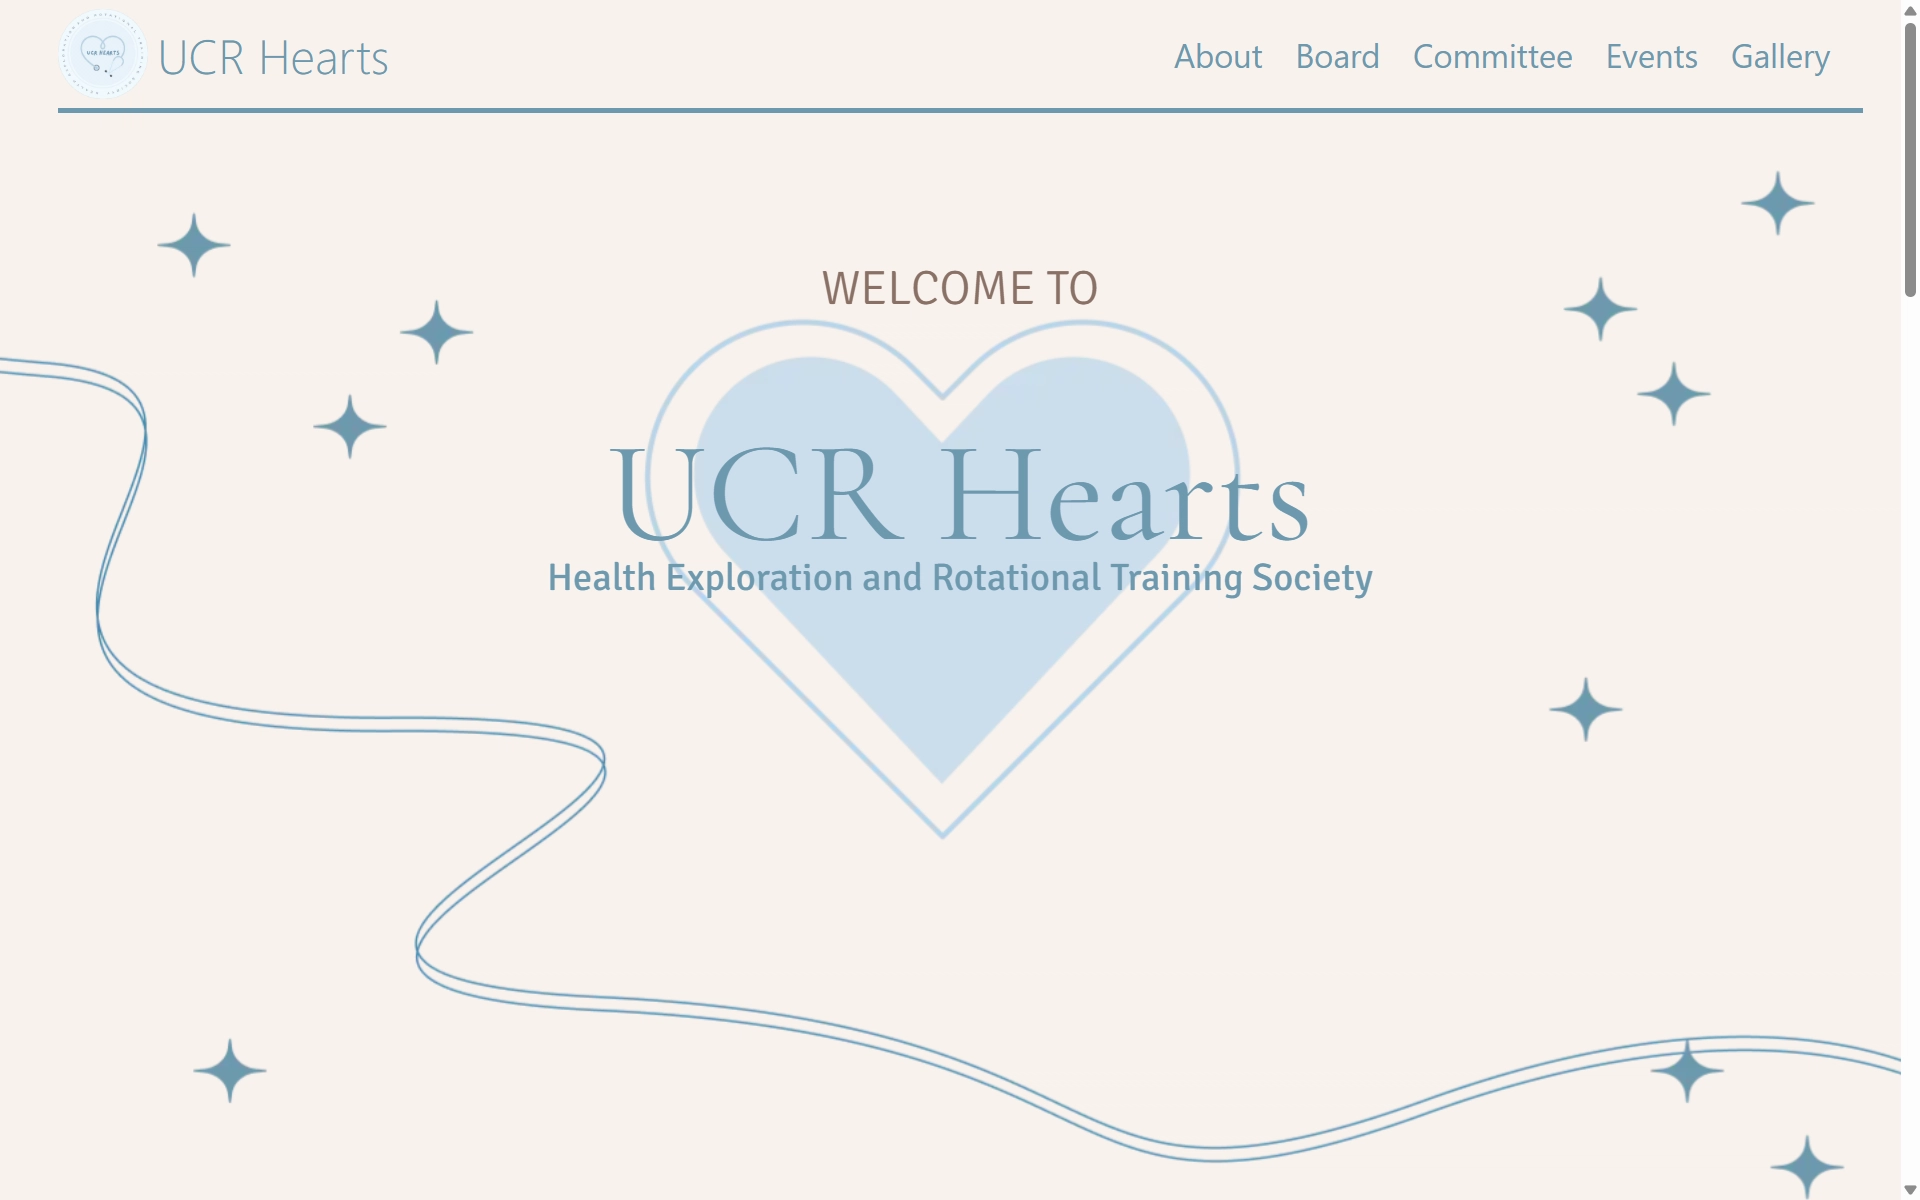 UCR HEARTS
UCR Hearts
About
Board
Committee
Events
Gallery
WELCOME TO
UCR Hearts
Health Exploration and Rotational Training Society